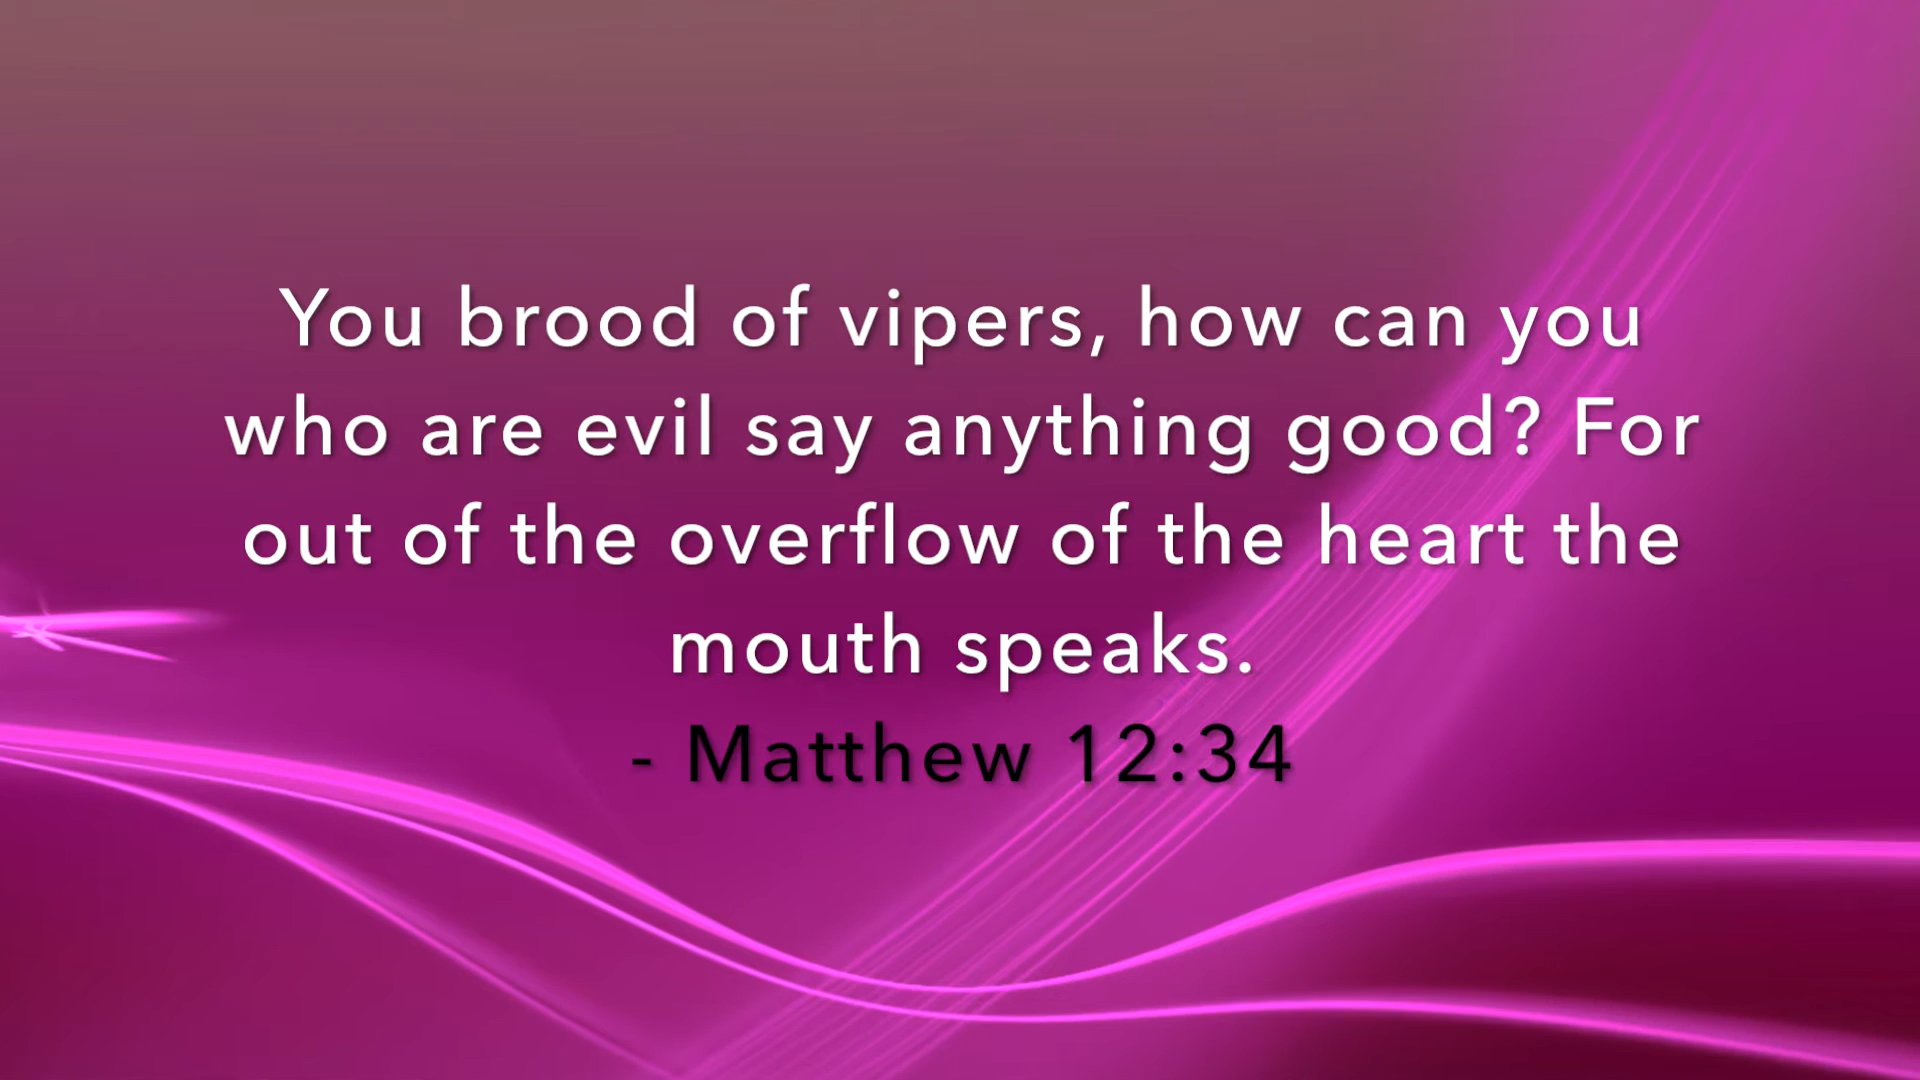 You brood of vipers, how can you
who are evil say anything good? For
out of the overflow of the heart the
mouth speaks.
- Matthew 12:34